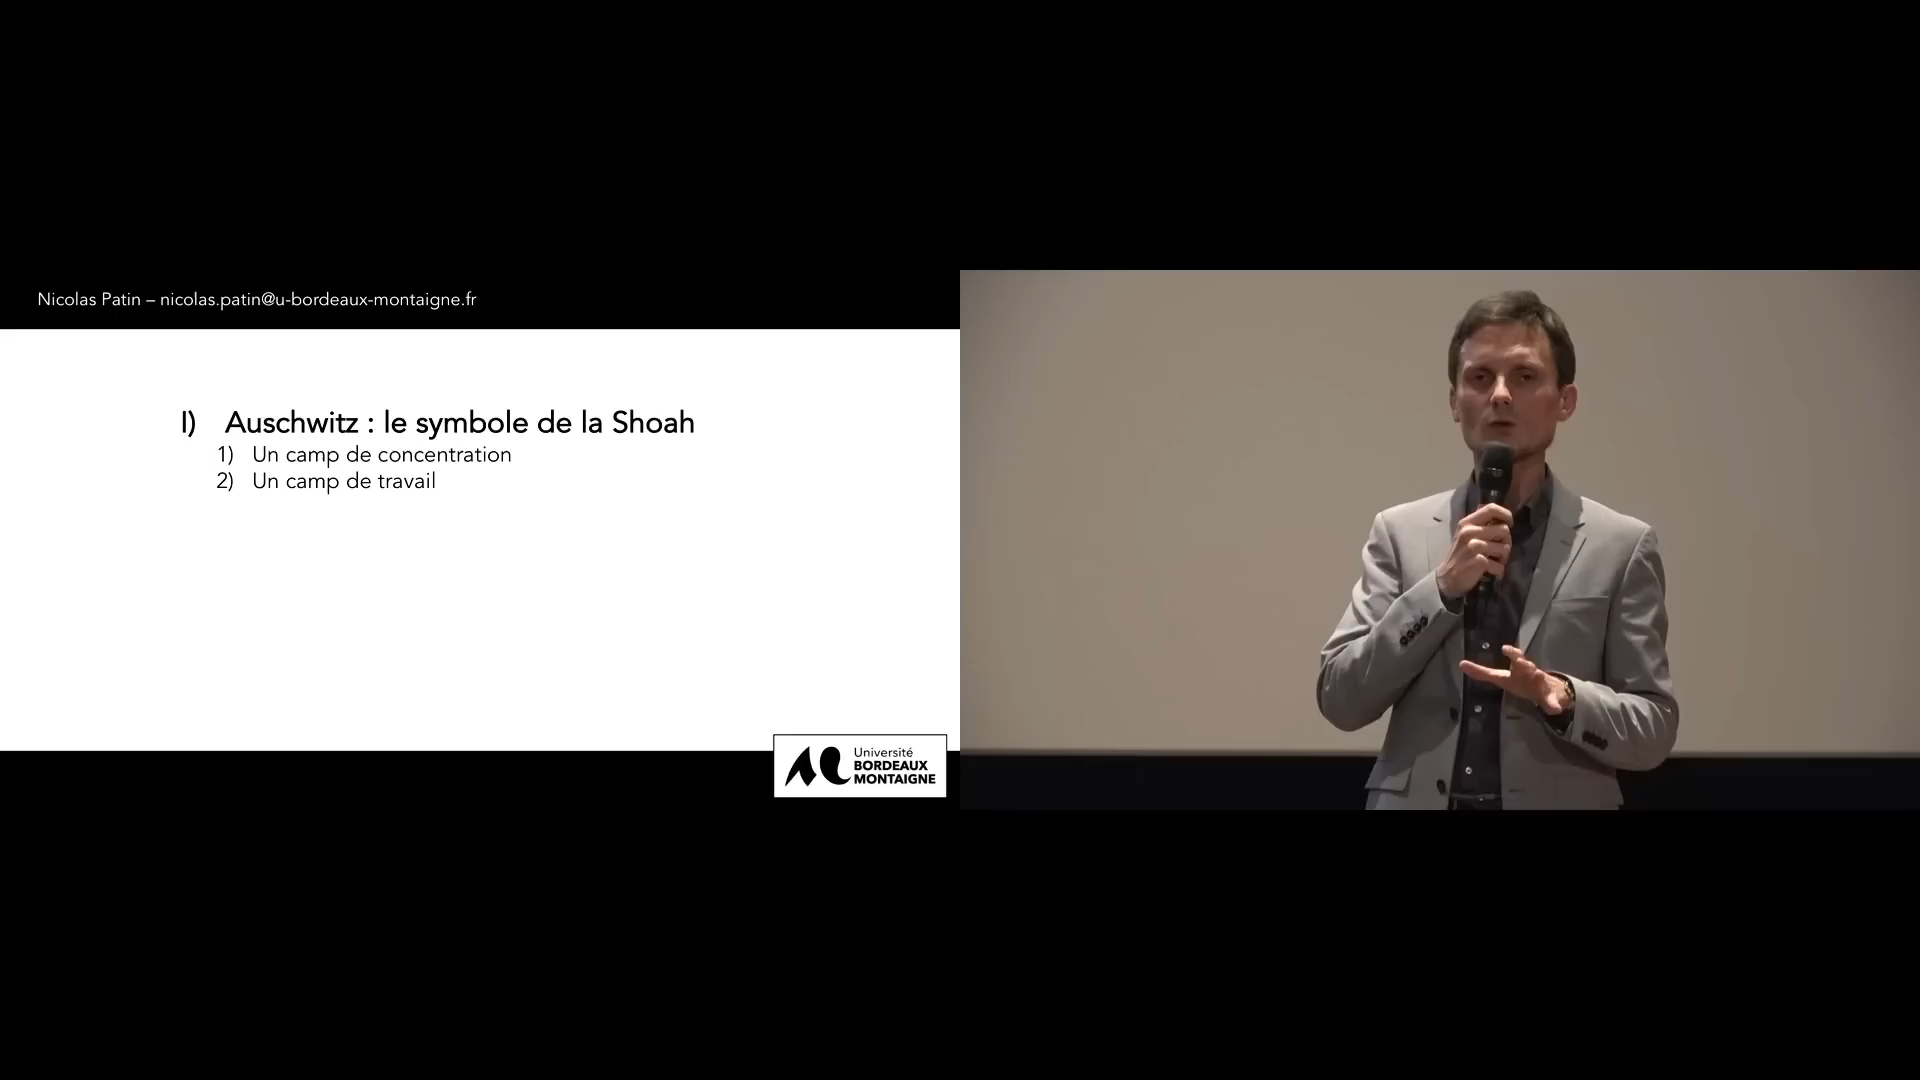 Nicolas Patin – nicolas.patin@u-bordeaux-montaigne.fr
I) Auschwitz : le symbole de la Shoah
1) Un camp de concentration
2) Un camp de travail
Université
BORDEAUX
MONTAIGNE